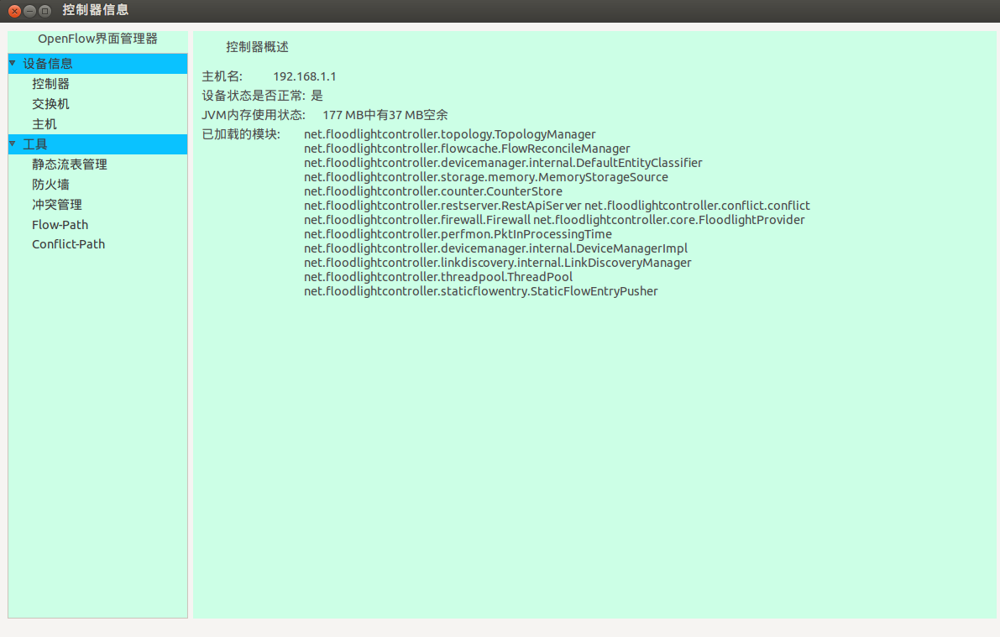 控制器信息
OpenFlow界面管理器
设备信息
控制器
交换机
主机
工具
静态流表管理
防火墙
冲突管理
Flow-Path
Conflict-Path
控制器概述
主机名: 192.168.1.1
设备状态是否正常: 是
JVM内存使用状态: 177 MB中有37 MB空余
已加载的模块: net.floodlightcontroller.topology.TopologyManager
net.floodlightcontroller.flowcache.FlowReconcileManager
net.floodlightcontroller.devicemanager.internal.DefaultEntityClassifier
net.floodlightcontroller.storage.memory.MemoryStorageSource
net.floodlightcontroller.counter.CounterStore
net.floodlightcontroller.restserver.RestApiServer net.floodlightcontroller.conflict.conflict
net.floodlightcontroller.firewall.Firewall net.floodlightcontroller.core.FloodlightProvider
net.floodlightcontroller.perfmon.PktInProcessingTime
net.floodlightcontroller.devicemanager.internal.DeviceManagerImpl
net.floodlightcontroller.linkdiscovery.internal.LinkDiscoveryManager
net.floodlightcontroller.threadpool.ThreadPool
net.floodlightcontroller.staticflowentry.StaticFlowEntryPusher